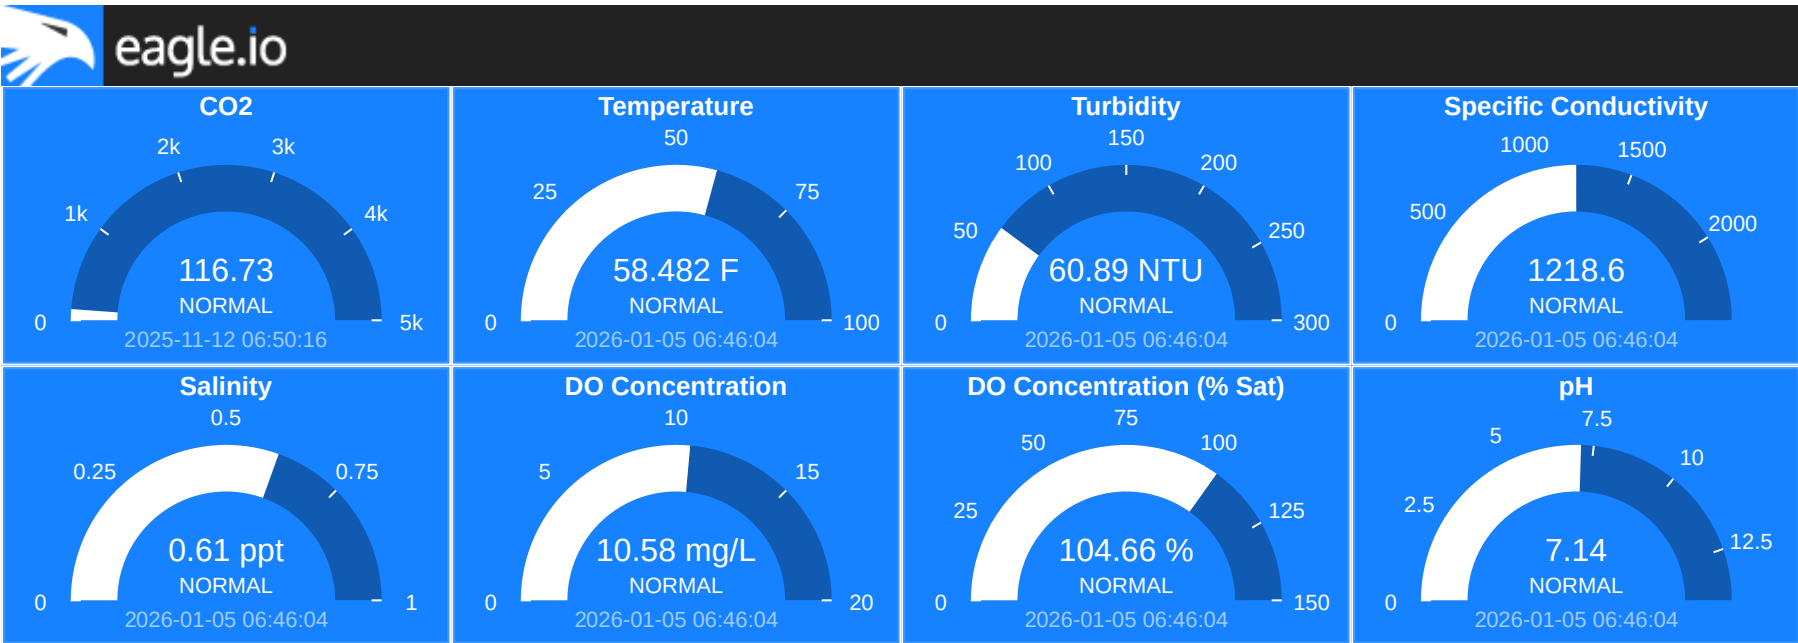 eagle.io
CO2
2k 3k
1k 4k
116.73
NORMAL
0 5k
2025-11-12 06:50:16
Temperature
50
25 75
58.482 F
NORMAL
0 100
2026-01-05 06:46:04
Turbidity
150
100 200
50 250
60.89 NTU
NORMAL
0 300
2026-01-05 06:46:04
Specific Conductivity
1000 1500
500 2000
1218.6
NORMAL
0
2026-01-05 06:46:04
Salinity
0.5
0.25 0.75
0.61 ppt
NORMAL
0 1
2026-01-05 06:46:04
DO Concentration
10
5 15
10.58 mg/L
NORMAL
0 20
2026-01-05 06:46:04
DO Concentration (% Sat)
75
50 100
25 125
104.66 %
NORMAL
0 150
2026-01-05 06:46:04
pH
7.5
5 10
2.5 12.5
7.14
NORMAL
0
2026-01-05 06:46:04